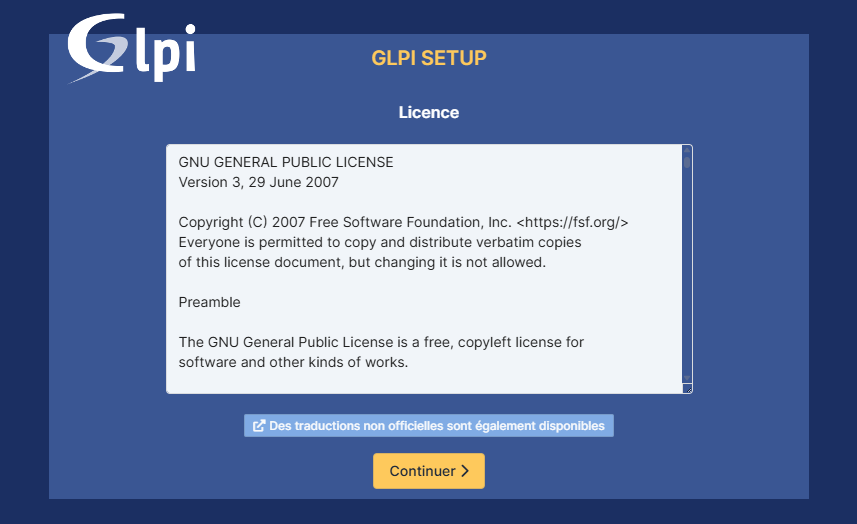 Glpi
GLPI SETUP
Licence
GNU GENERAL PUBLIC LICENSE
Version 3, 29 June 2007
Copyright (C) 2007 Free Software Foundation, Inc. <https://fsf.org/>
Everyone is permitted to copy and distribute verbatim copies
of this license document, but changing it is not allowed.
Preamble
The GNU General Public License is a free, copyleft license for
software and other kinds of works.
Des traductions non officielles sont également disponibles
Continuer